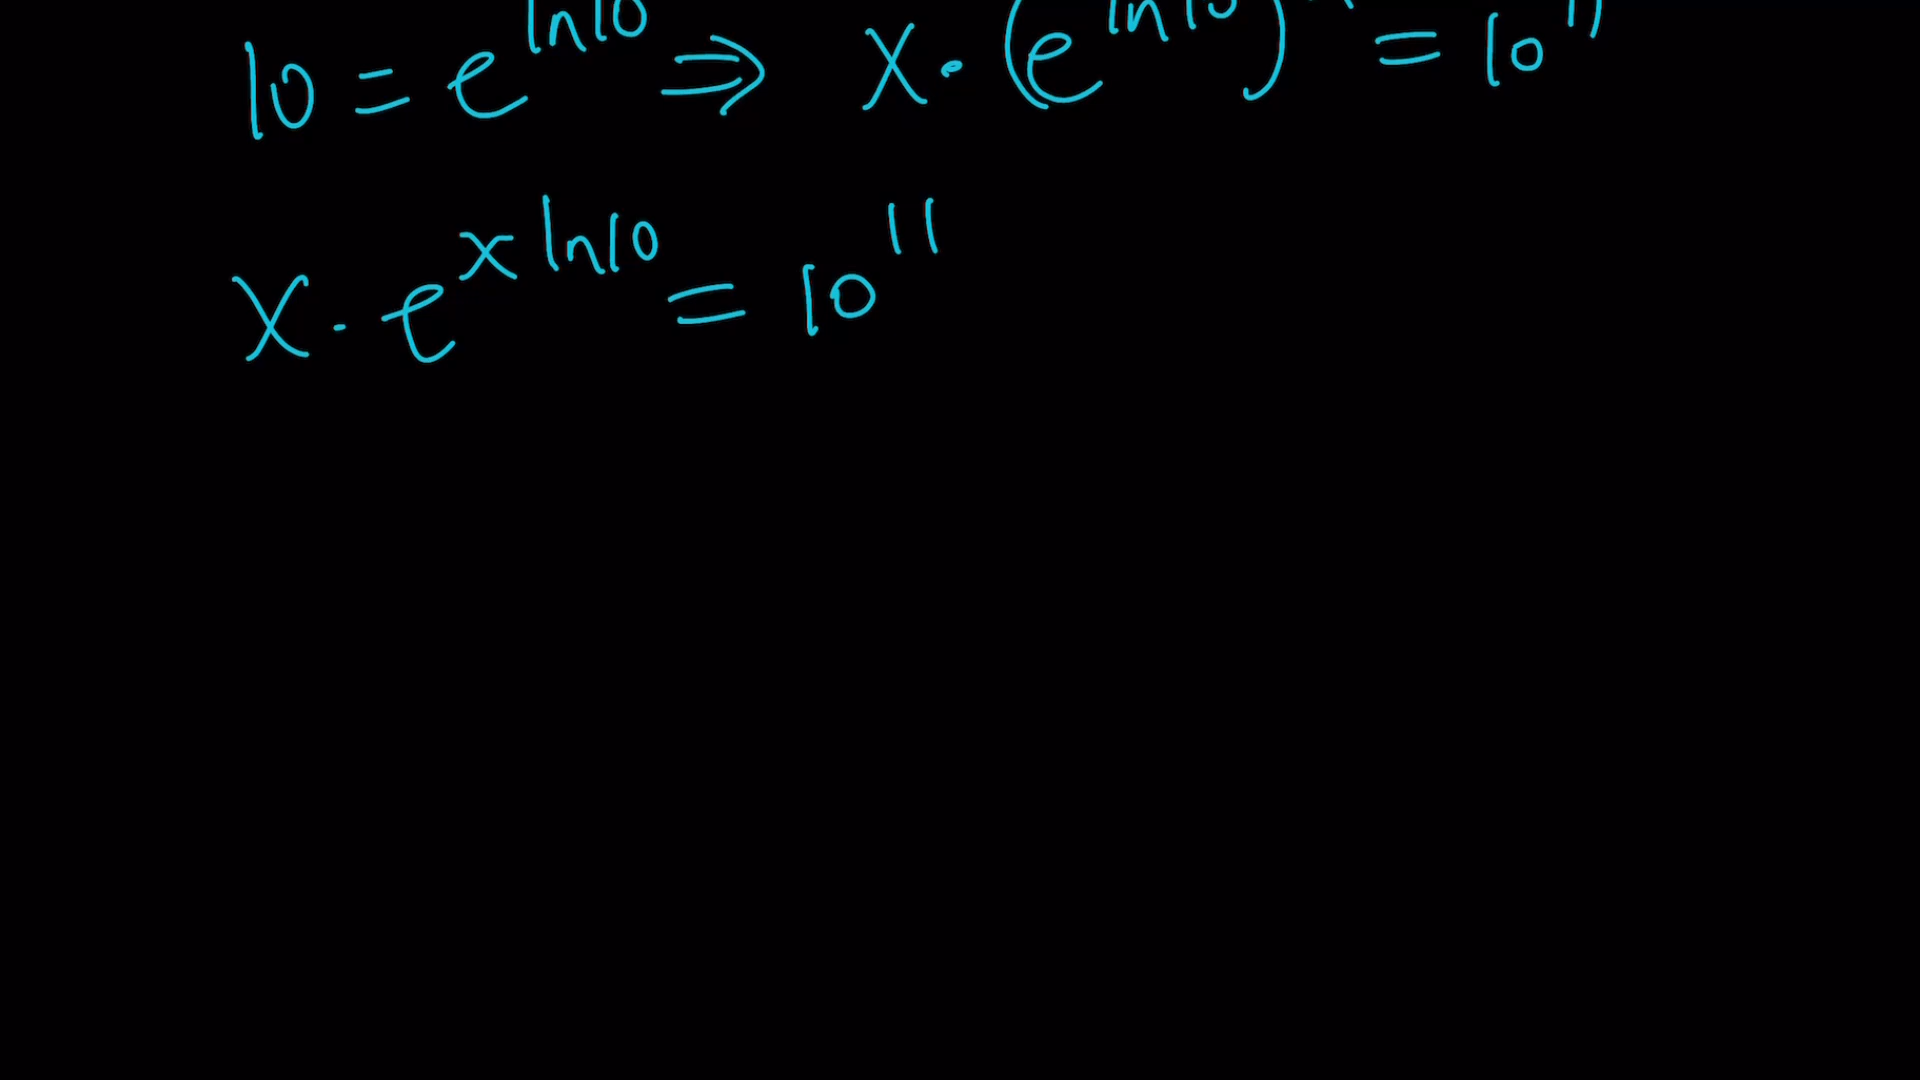 10 = e^ln10 ⇒ x · (e^ln10)^x = 10^11
x · e^x ln10 = 10^11